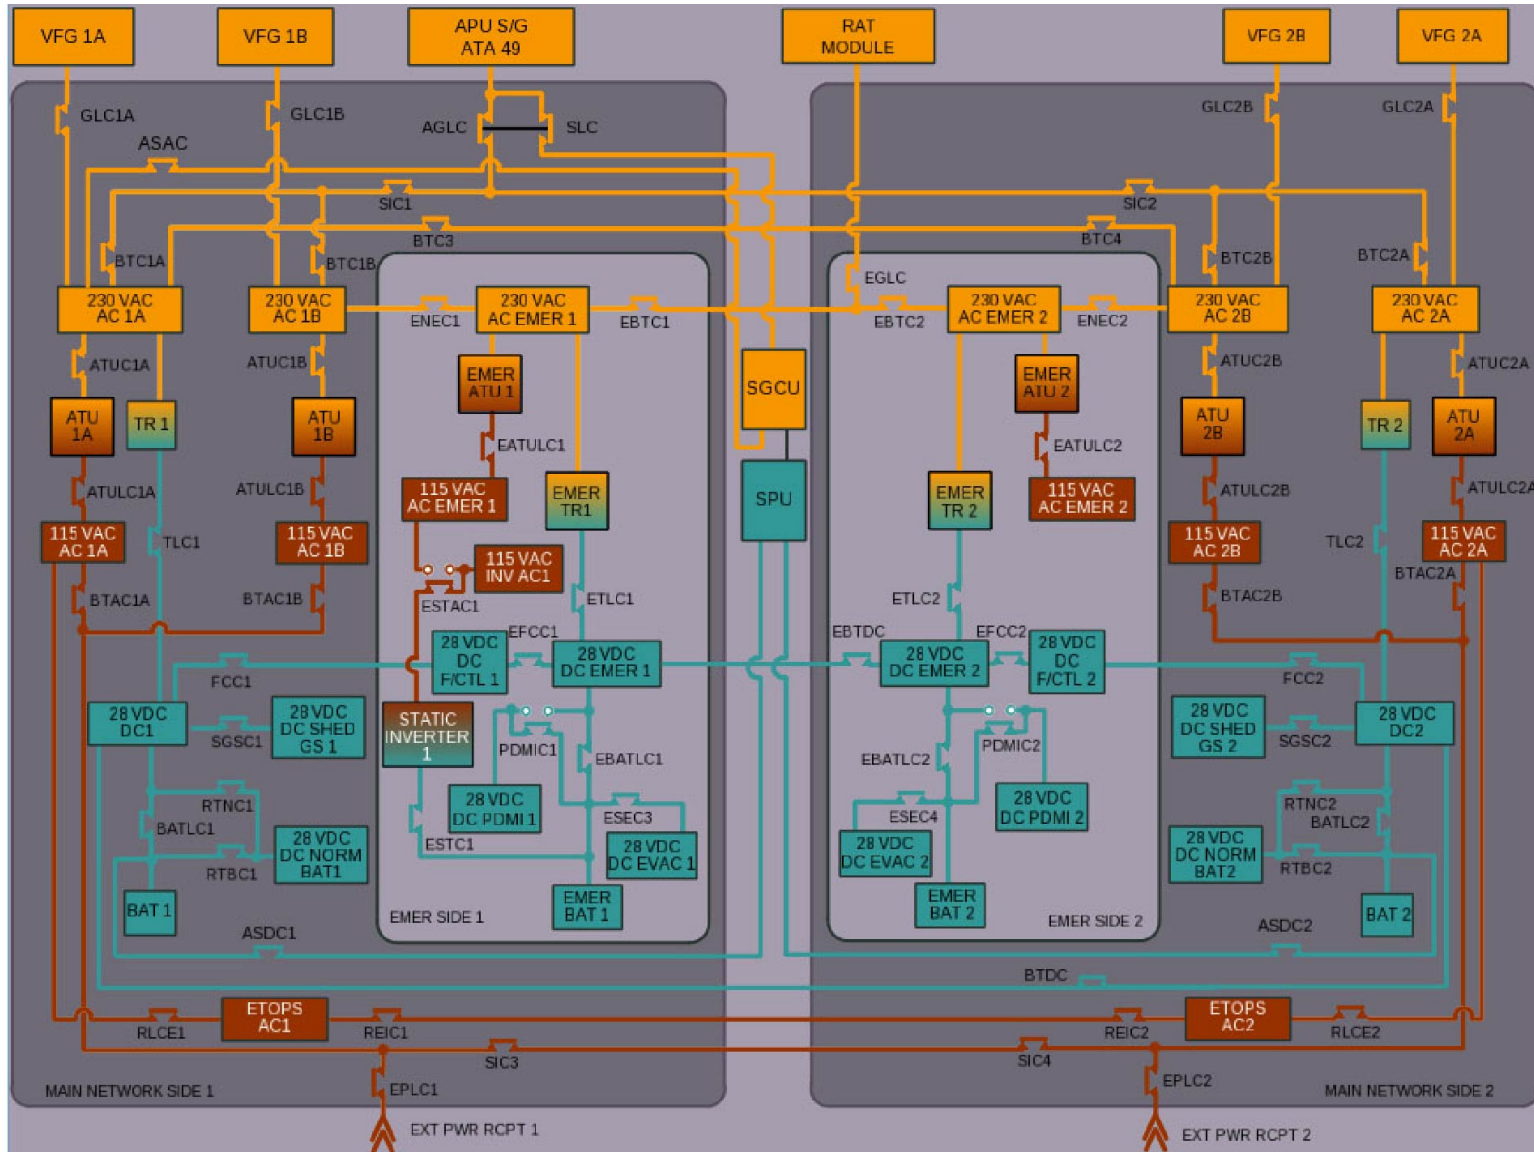 VFG 1A
VFG 1B
APU S/G
ATA 49
RAT
MODULE
VFG 2B
VFG 2A
GLC1A
GLC1B
AGLC
SLC
GLC2B
GLC2A
ASAC
SIC1
SIC2
BTC3
BTC4
BTC1A
BTC1B
BTC2B
BTC2A
EGLC
230 VAC
AC 1A
230 VAC
AC 1B
ENEC1
230 VAC
AC EMER 1
EBTC1
EBTC2
230 VAC
AC EMER 2
ENEC2
230 VAC
AC 2B
230 VAC
AC 2A
ATUC1A
ATUC1B
EMER
ATU 1
SGCU
EMER
ATU 2
ATUC2B
ATUC2A
ATU
1A
TR 1
ATU
1B
ATU
2B
TR 2
ATU
2A
EATULC1
EATULC2
ATULC1A
ATULC1B
115 VAC
AC EMER 1
EMER
TR1
SPU
EMER
TR 2
115 VAC
AC EMER 2
ATULC2B
ATULC2A
115 VAC
AC 1A
TLC1
115 VAC
AC 1B
115 VAC
INV AC1
115 VAC
AC 2B
TLC2
115 VAC
AC 2A
BTAC1A
BTAC1B
ESTAC1
ETLC1
ETLC2
BTAC2B
BTAC2A
FCC1
28 VDC
DC
F/CTL 1
EFCC1
28 VDC
DC EMER 1
EBTDC
28 VDC
DC EMER 2
EFCC2
28 VDC
DC
F/CTL 2
FCC2
28 VDC
DC1
SGSC1
28 VDC
DC SHED
GS 1
STATIC
INVERTER
1
PDMIC1
EBATLC1
EBATLC2
PDMIC2
28 VDC
DC SHED
GS 2
SGSC2
28 VDC
DC2
RTNC1
BATLC1
RTBC1
28 VDC
DC NORM
BAT1
28 VDC
DC PDMI 1
ESTC1
ESEC3
28 VDC
DC EVAC 1
ESEC4
28 VDC
DC EVAC 2
28 VDC
DC PDMI 2
28 VDC
DC NORM
BAT2
RTNC2
BATLC2
RTBC2
BAT 1
EMER
BAT 1
EMER
BAT 2
BAT 2
EMER SIDE 1
EMER SIDE 2
ASDC1
ASDC2
BTDC
RLCE1
ETOPS
AC1
REIC1
REIC2
ETOPS
AC2
RLCE2
SIC3
SIC4
EPLC1
EPLC2
MAIN NETWORK SIDE 1
MAIN NETWORK SIDE 2
EXT PWR RCPT 1
EXT PWR RCPT 2